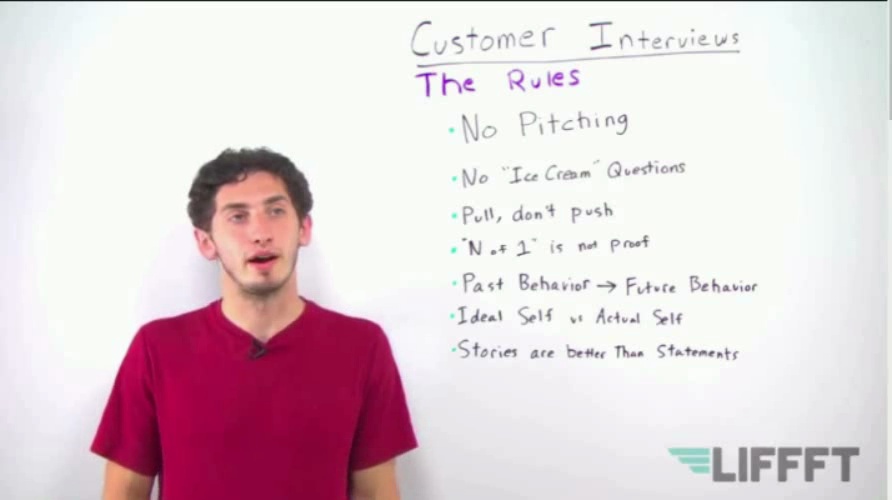 Customer Interviews
The Rules
• No Pitching
• No "Ice Cream" Questions
• Pull, don't push
• "N of 1" is not proof
• Past Behavior → Future Behavior
• Ideal Self vs Actual Self
• Stories are better Than Statements
LIFFFT